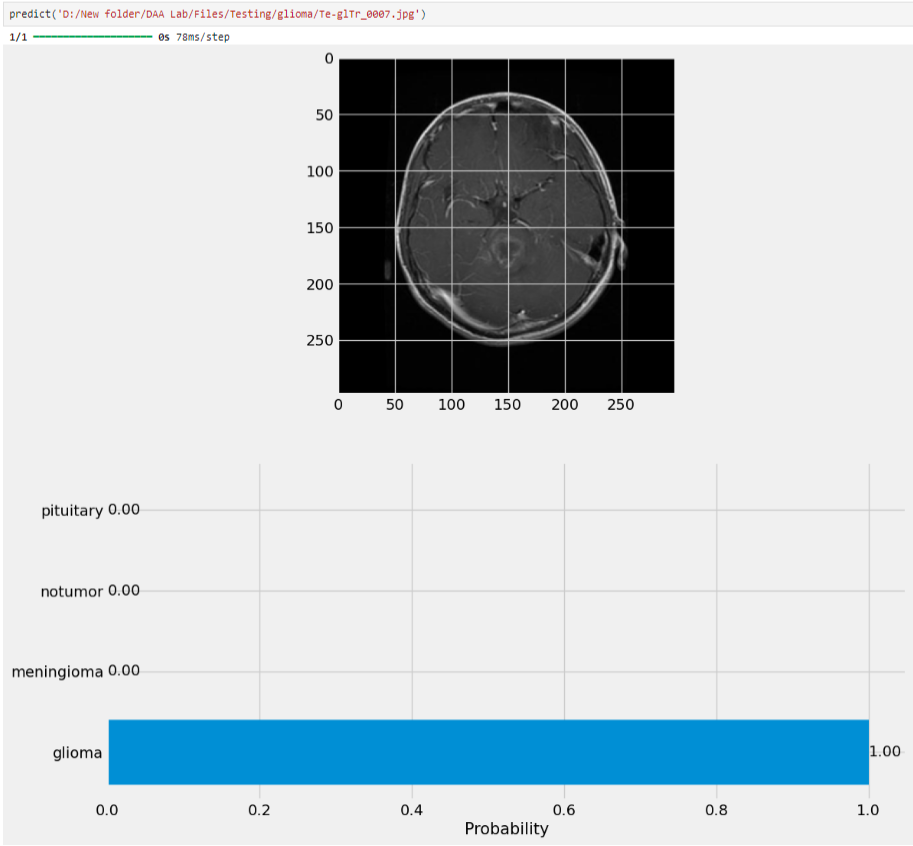 predict('D:/New folder/DAA Lab/Files/Testing/glioma/Te-glTr_0007.jpg')
1/1 0s 78ms/step
0
50
100
150
200
250
0 50 100 150 200 250
pituitary 0.00
notumor 0.00
meningioma 0.00
glioma 1.00
0.0 0.2 0.4 0.6 0.8 1.0
Probability